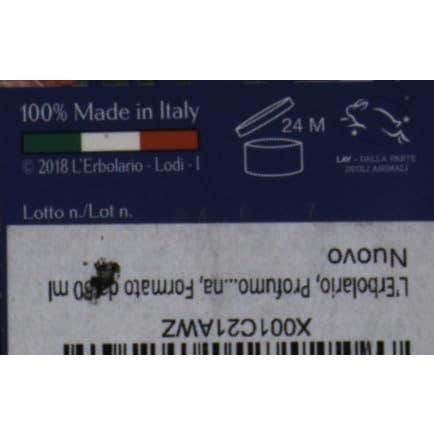 100% Made in Italy
© 2018 L'Erbolario - Lodi - I
24 M
LAV - DALLA PARTE
DEGLI ANIMALI
Lotto n./Lot n.
X001C21AWZ
L'Erbolario, Profumo...na, Formato da ml
Nuovo